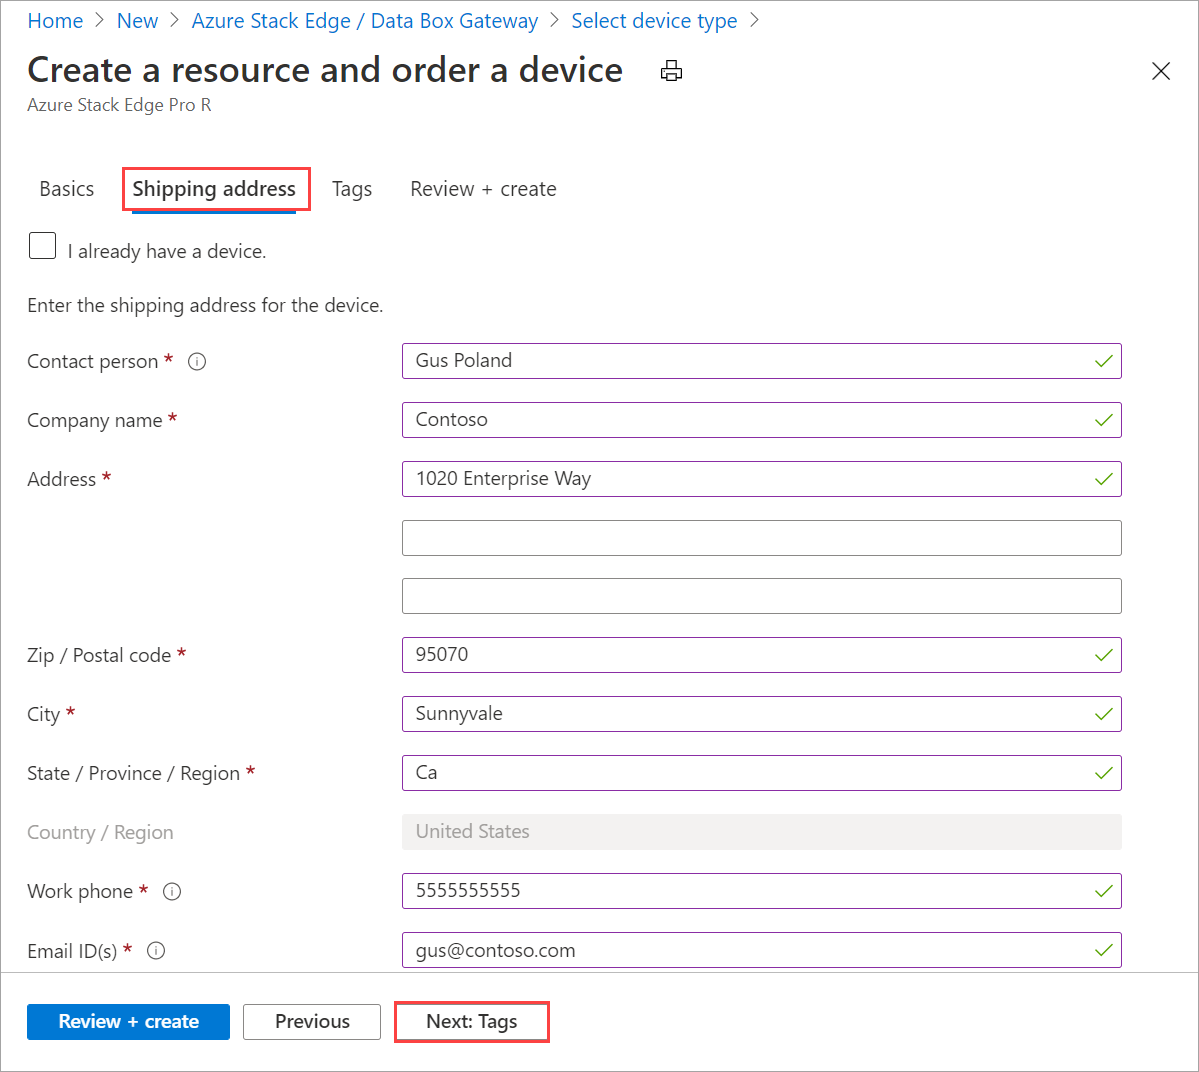 Home > New > Azure Stack Edge / Data Box Gateway > Select device type >
Create a resource and order a device
Azure Stack Edge Pro R
Basics Shipping address Tags Review + create
I already have a device.
Enter the shipping address for the device.
Contact person * Gus Poland
Company name * Contoso
Address * 1020 Enterprise Way
Zip / Postal code * 95070
City * Sunnyvale
State / Province / Region * Ca
Country / Region United States
Work phone * 5555555555
Email ID(s) * gus@contoso.com
Review + create Previous Next: Tags